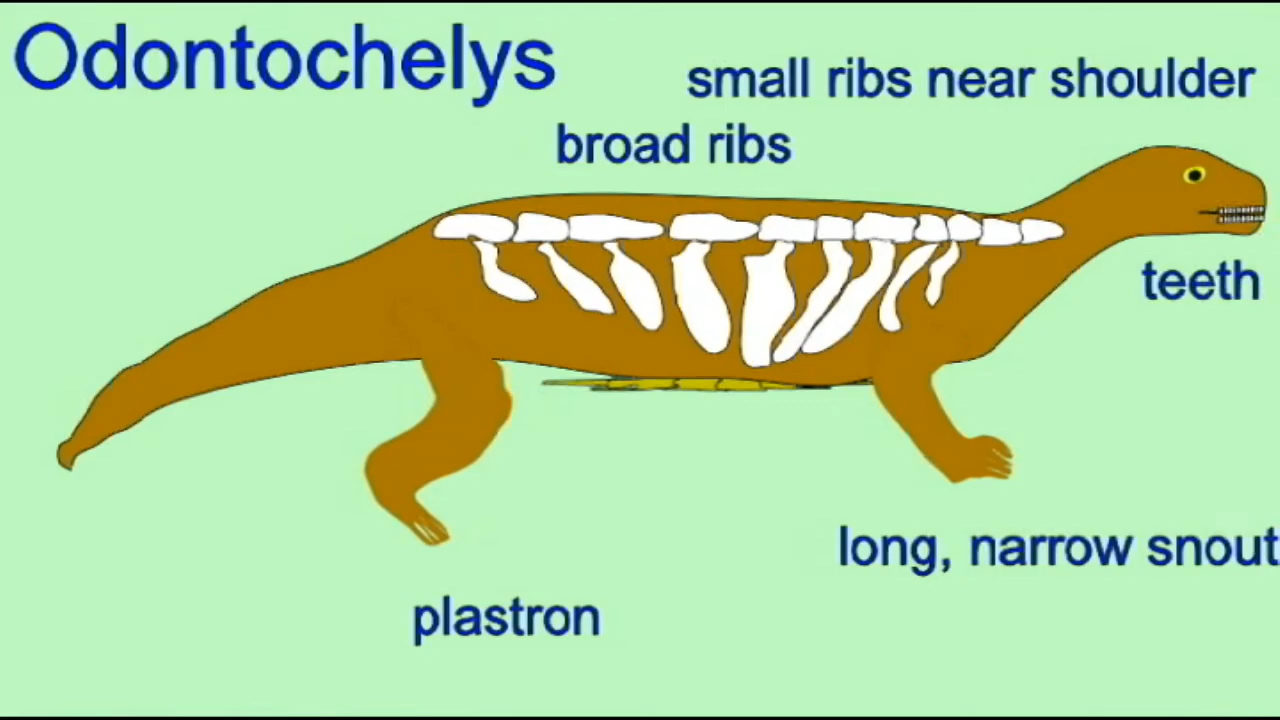 Odontochelys
small ribs near shoulder
broad ribs
teeth
long, narrow snout
plastron